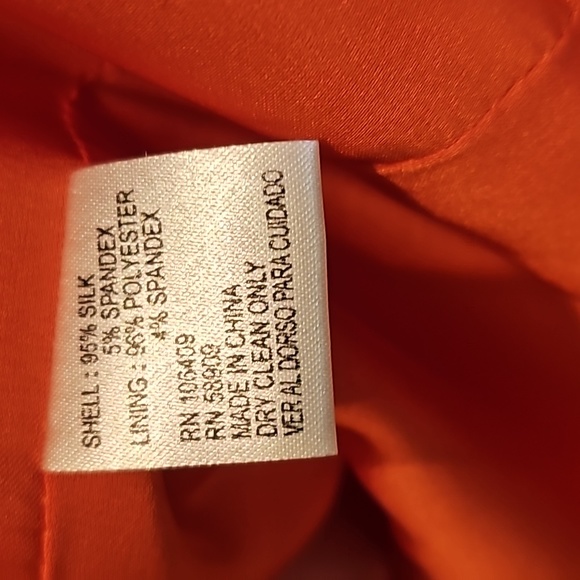 SHELL : 95% SILK
5% SPANDEX
LINING : 96% POLYESTER
4% SPANDEX
RN 106409
RN 58909
MADE IN CHINA
DRY CLEAN ONLY
VER AL DORSO PARA CUIDADO